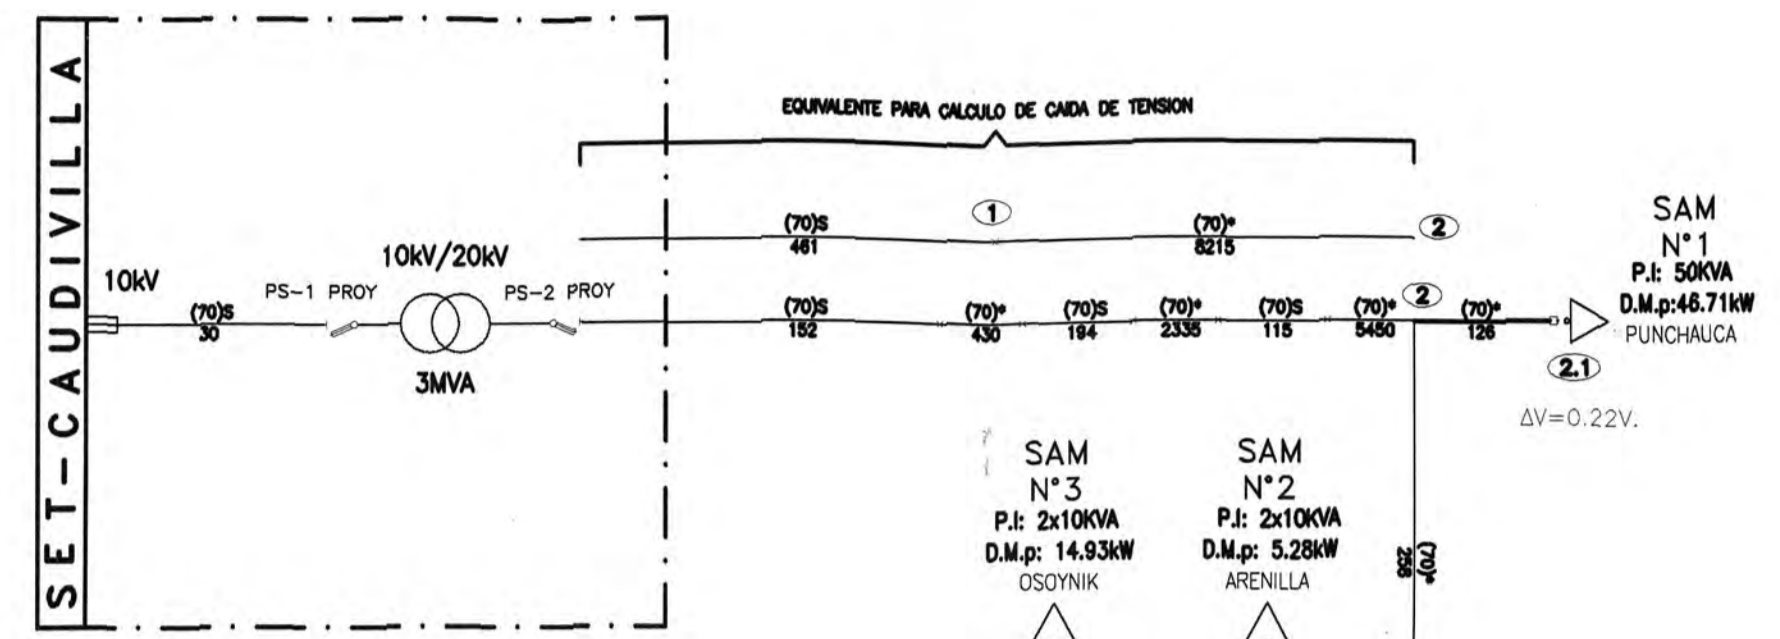 SET-CAUDIVILLA
EQUIVALENTE PARA CALCULO DE CAIDA DE TENSION
(70)S
461
1
(70)*
8215
2
10kV
(70)S
30
PS-1 PROY
10kV/20kV
3MVA
PS-2 PROY
(70)S
152
(70)*
430
(70)S
194
(70)*
2335
(70)S
115
(70)*
5450
2
(70)*
126
SAM
N°1
P.I: 50KVA
D.M.p:46.71kW
PUNCHAUCA
2.1
ΔV=0.22V.
SAM
N°3
P.I: 2x10KVA
D.M.p: 14.93kW
OSOYNIK
SAM
N°2
P.I: 2x10KVA
D.M.p: 5.28kW
ARENILLA
(70)*
258